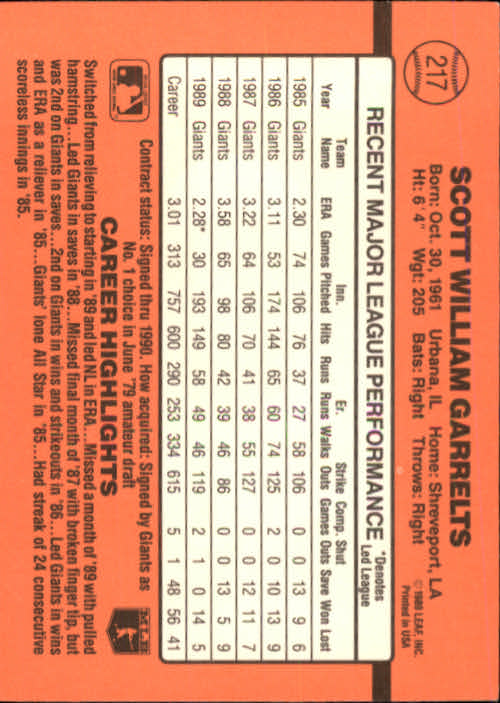 217
SCOTT WILLIAM GARRELTS
Born: Oct. 30, 1961 Urbana, IL Home: Shreveport, LA
Ht: 6' 4" Wgt: 205 Bats: Right Throws: Right
©1989 LEAF, INC.
Printed in USA
RECENT MAJOR LEAGUE PERFORMANCE
*Denotes
Led League
Team Inn. Er. Strike Comp. Shut
Year Name ERA Games Pitched Hits Runs Runs Walks Outs Games Outs Save Won Lost
1985 Giants 2.30 74 106 76 37 27 58 106 0 0 13 9 6
1986 Giants 3.11 53 174 144 65 60 74 125 2 0 10 13 9
1987 Giants 3.22 64 106 70 41 38 55 127 0 0 12 11 7
1988 Giants 3.58 65 98 80 42 39 46 86 0 0 13 5 9
1989 Giants 2.28* 30 193 149 58 49 46 119 2 1 0 14 5
Career 3.01 313 757 600 290 253 334 615 5 1 48 56 41
Contract status: Signed thru 1990. How acquired: Signed by Giants as
No. 1 choice in June '79 amateur draft
MLB
CAREER HIGHLIGHTS
Switched from relieving to starting in '89 and led NL in ERA...Missed a month of '89 with pulled
hamstring...Led Giants in saves in '88...Missed final month of '87 with broken finger tip, but
was 2nd on Giants in saves...2nd on Giants in wins and strikeouts in '86...Led Giants in wins
and ERA as a reliever in '85...Giants' lone All Star in '85...Had streak of 24 consecutive
scoreless innings in '85.